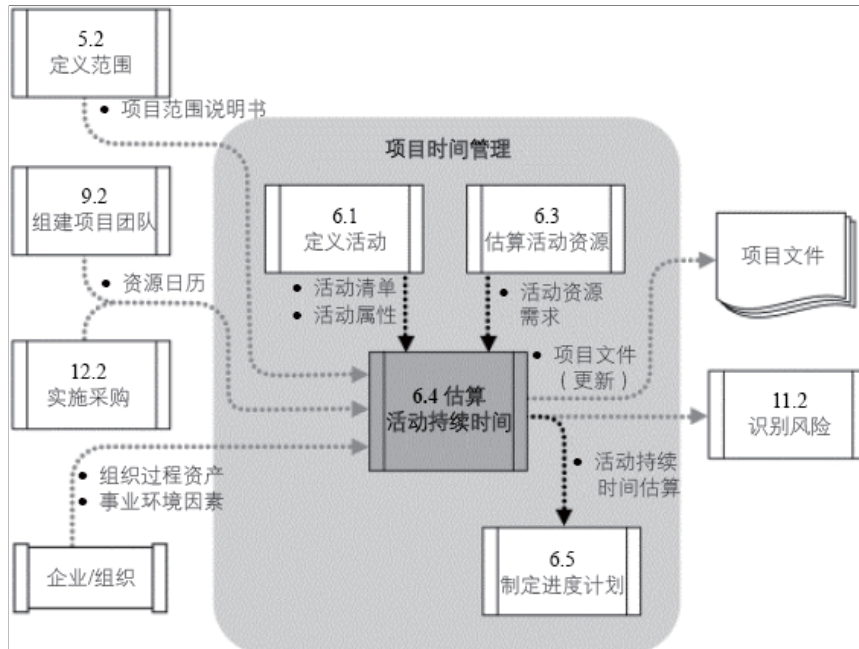 5.2
定义范围
● 项目范围说明书
项目时间管理
9.2
组建项目团队
6.1
定义活动
6.3
估算活动资源
项目文件
● 资源日历
● 活动清单
● 活动属性
● 活动资源
需求
12.2
实施采购
● 项目文件
（更新）
6.4 估算
活动持续时间
11.2
识别风险
● 组织过程资产
● 事业环境因素
● 活动持续
时间估算
企业/组织
6.5
制定进度计划